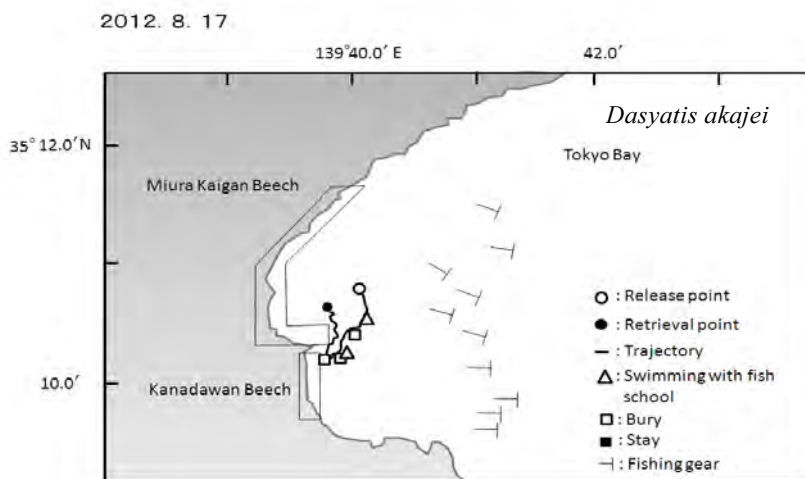 2012. 8. 17
139°40.0′ E
42.0′
Dasyatis akajei
35°12.0′N
Tokyo Bay
Miura Kaigan Beech
: Release point
: Retrieval point
: Trajectory
: Swimming with fish
school
: Bury
: Stay
: Fishing gear
10.0′
Kanadawan Beech